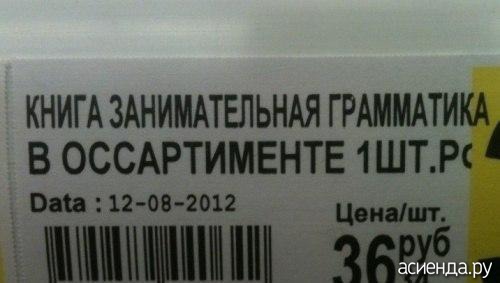 КНИГА ЗАНИМАТЕЛЬНАЯ ГРАММАТИКА
В ОССАРТИМЕНТЕ 1ШТ.Рс
Data : 12-08-2012
Цена/шт.
36 руб
асиенда.ру